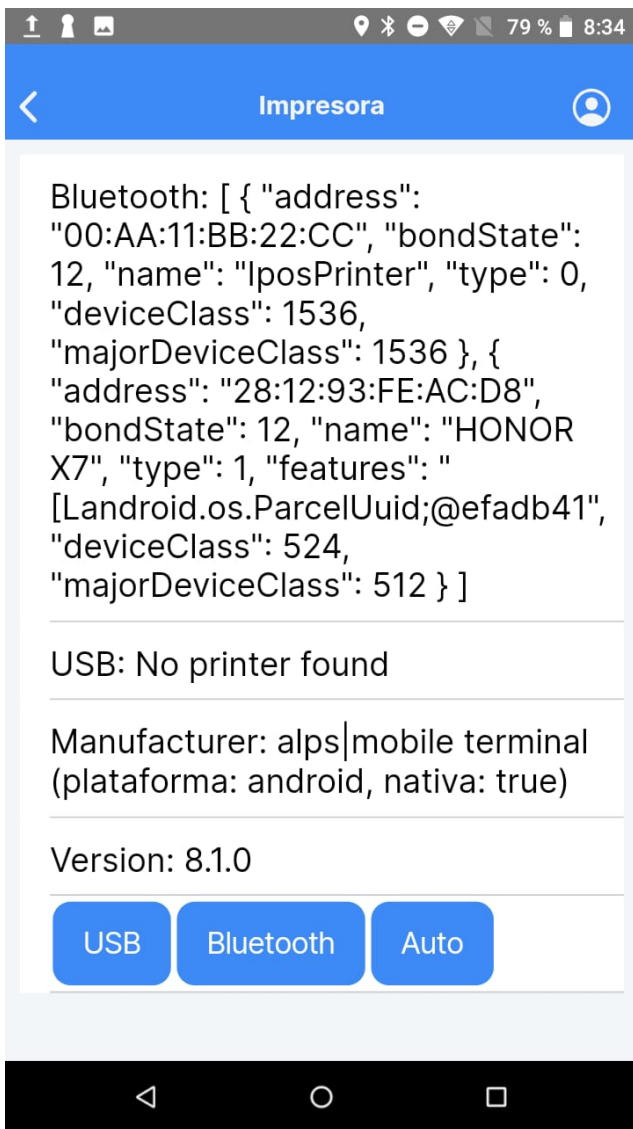 79 % 8:34
Impresora
Bluetooth: [ { "address":
"00:AA:11:BB:22:CC", "bondState":
12, "name": "IposPrinter", "type": 0,
"deviceClass": 1536,
"majorDeviceClass": 1536 }, {
"address": "28:12:93:FE:AC:D8",
"bondState": 12, "name": "HONOR
X7", "type": 1, "features": "
[Landroid.os.ParcelUuid;@efadb41",
"deviceClass": 524,
"majorDeviceClass": 512 } ]
USB: No printer found
Manufacturer: alps|mobile terminal
(plataforma: android, nativa: true)
Version: 8.1.0
USB Bluetooth Auto